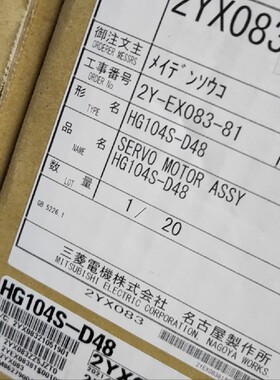 2YX083
御注文主
ORDERER MESSRS
メイデンソウコ
工事番号
ORDER No.
2Y-EX083-81
形 名
TYPE
HG104S-D48
品 名
NAME
SERVO MOTOR ASSY
HG104S-D48
数 量
LOT
1/ 20
GB 5226.1
三菱電機株式会社 名古屋製作所
MITSUBISHI ELECTRIC CORPORATION, NAGOYA WORKS
HG104S-D48
2YX083